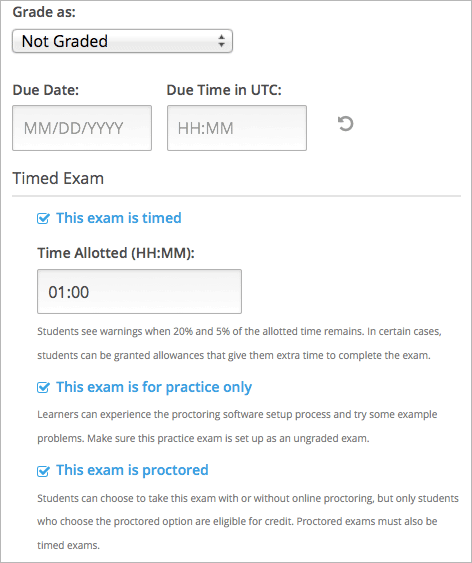 Grade as:
Not Graded
Due Date:
Due Time in UTC:
MM/DD/YYYY
HH:MM
Timed Exam
This exam is timed
Time Allotted (HH:MM):
01:00
Students see warnings when 20% and 5% of the allotted time remains. In certain cases,
students can be granted allowances that give them extra time to complete the exam.
This exam is for practice only
Learners can experience the proctoring software setup process and try some example
problems. Make sure this practice exam is set up as an ungraded exam.
This exam is proctored
Students can choose to take this exam with or without online proctoring, but only students
who choose the proctored option are eligible for credit. Proctored exams must also be
timed exams.